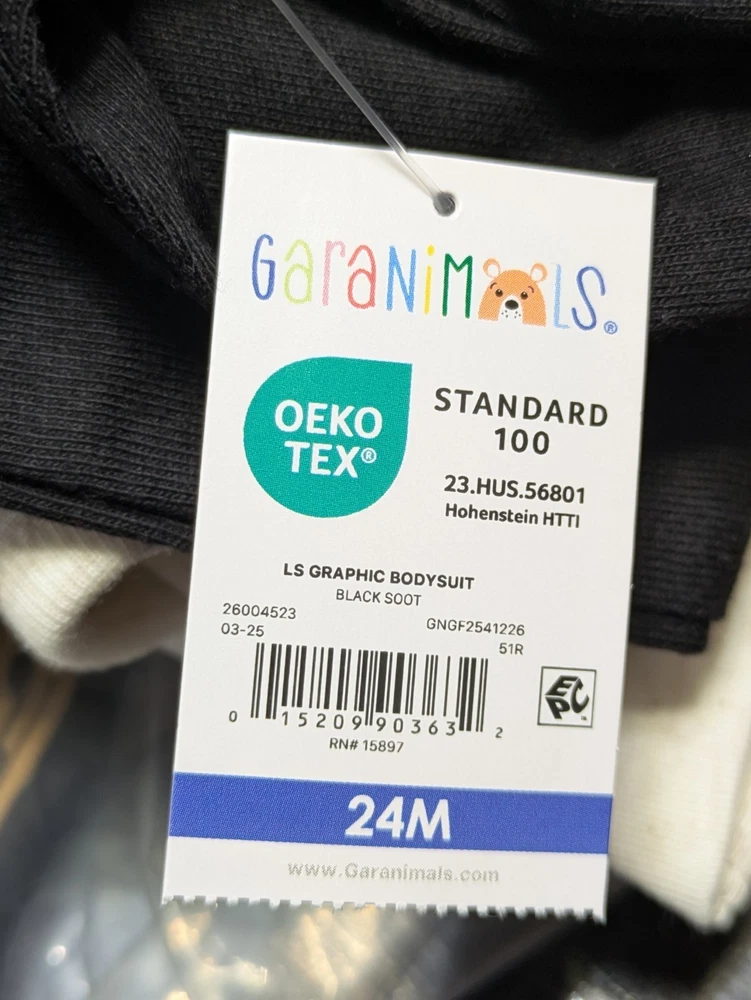 GaraNiMALS®
OEKO
TEX®
STANDARD
100
23.HUS.56801
Hohenstein HTTI
LS GRAPHIC BODYSUIT
BLACK SOOT
26004523
GNGF2541226
03-25
51R
0 15209 90363 2
EPC™
RN# 15897
24M
www.Garanimals.com